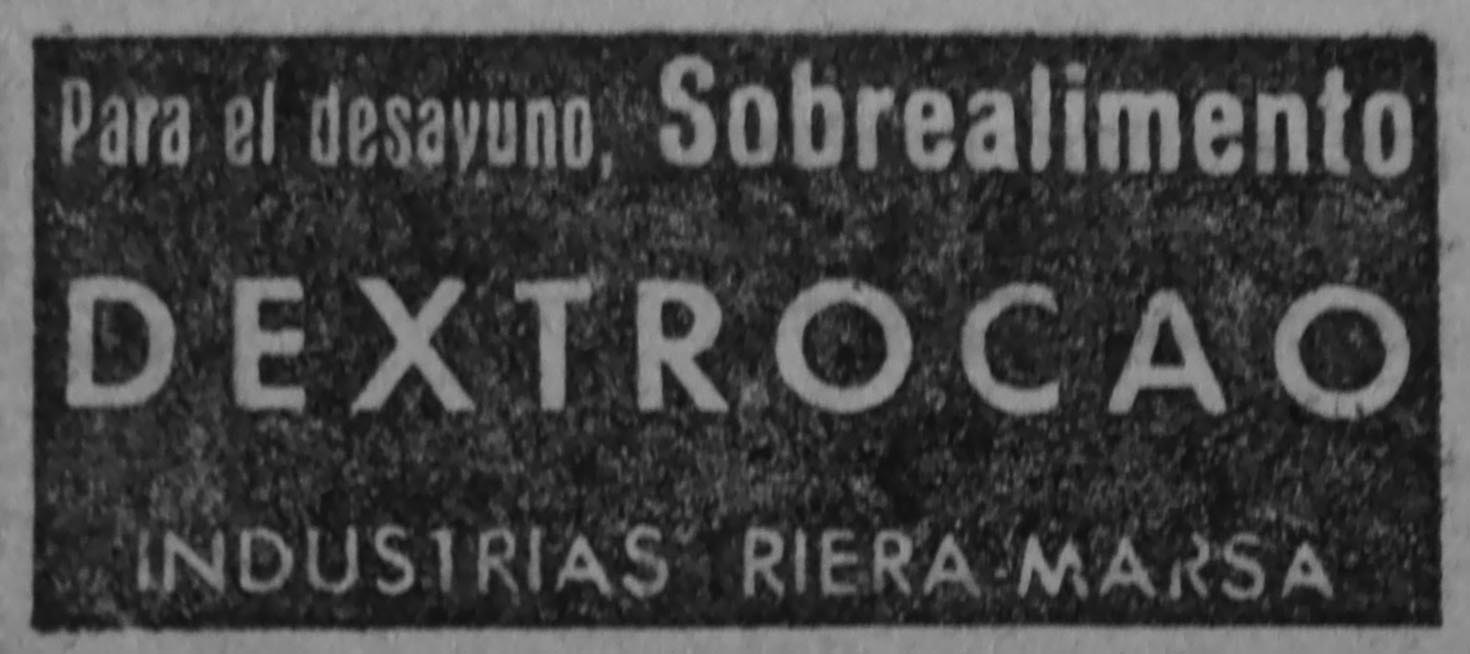 Para el desayuno, Sobrealimento
DEXTROCAO
INDUSTRIAS RIERA-MARSA